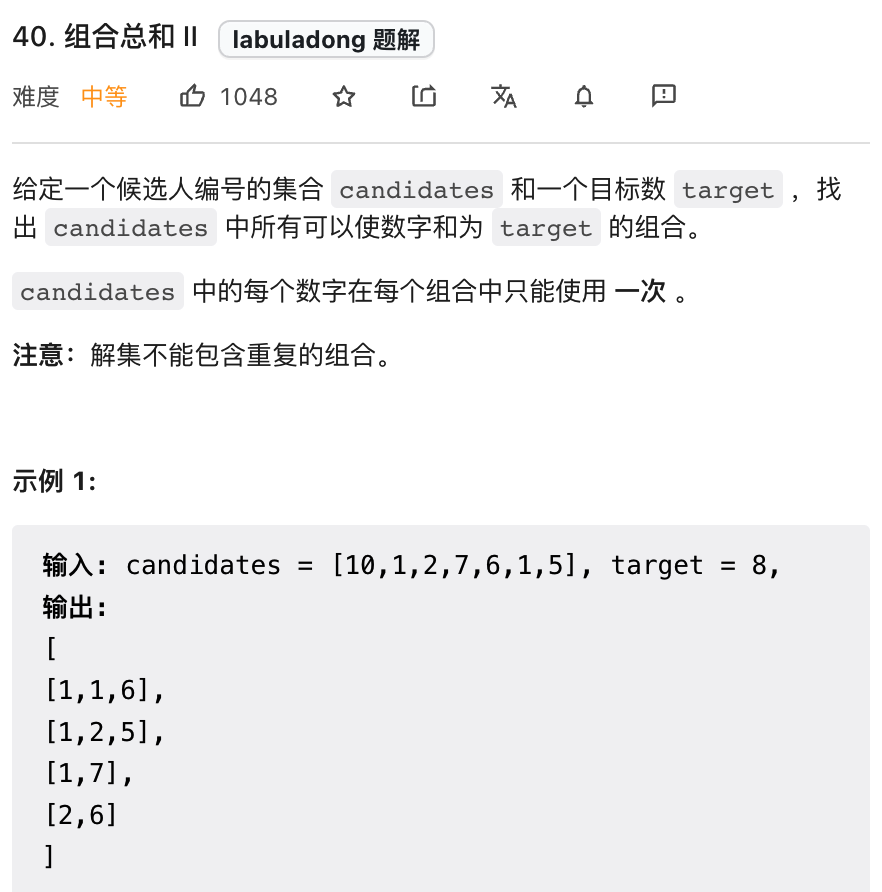 40. 组合总和 II labuladong 题解
难度 中等 1048
给定一个候选人编号的集合 candidates 和一个目标数 target ，找
出 candidates 中所有可以使数字和为 target 的组合。
candidates 中的每个数字在每个组合中只能使用 一次 。
注意：解集不能包含重复的组合。
示例 1:
输入: candidates = [10,1,2,7,6,1,5], target = 8,
输出:
[
[1,1,6],
[1,2,5],
[1,7],
[2,6]
]